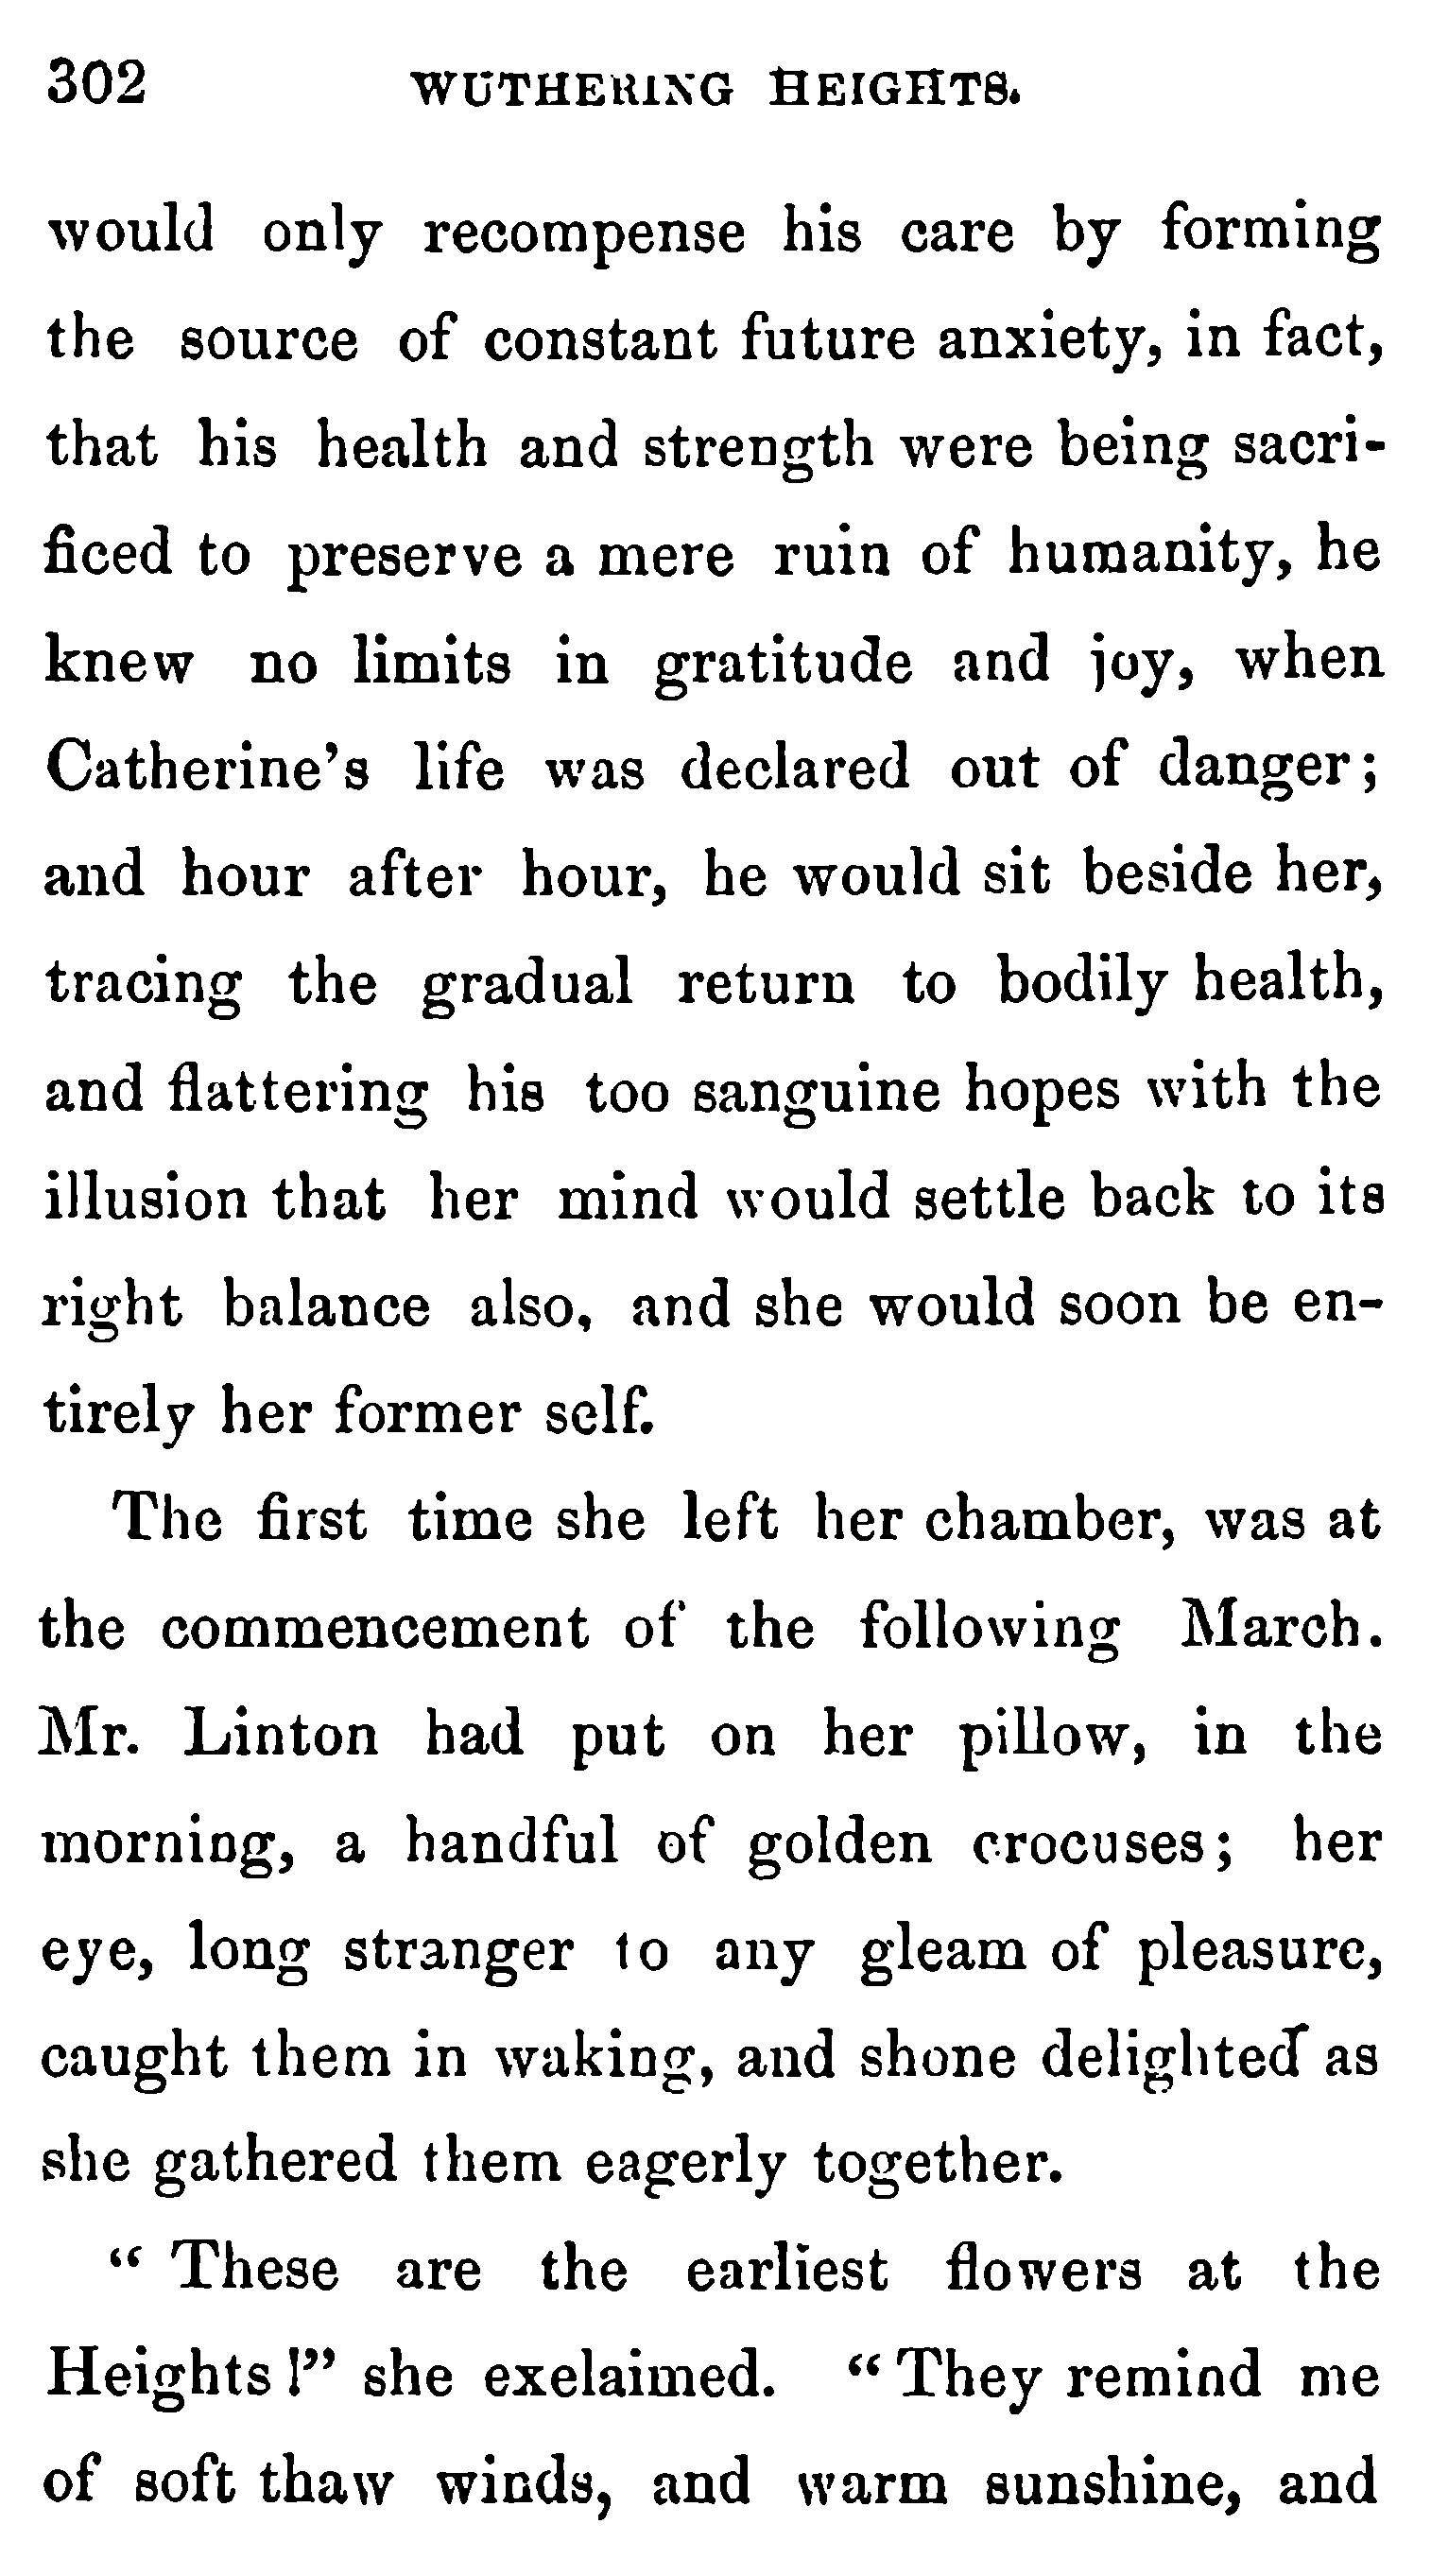 302 WUTHERING HEIGHTS.
would only recompense his care by forming
the source of constant future anxiety, in fact,
that his health and strength were being sacri-
ficed to preserve a mere ruin of humanity, he
knew no limits in gratitude and joy, when
Catherine's life was declared out of danger;
and hour after hour, he would sit beside her,
tracing the gradual return to bodily health,
and flattering his too sanguine hopes with the
illusion that her mind would settle back to its
right balance also, and she would soon be en-
tirely her former self.
The first time she left her chamber, was at
the commencement of the following March.
Mr. Linton had put on her pillow, in the
morning, a handful of golden crocuses; her
eye, long stranger to any gleam of pleasure,
caught them in waking, and shone delighted as
she gathered them eagerly together.
" These are the earliest flowers at the
Heights!" she exelaimed. "They remind me
of soft thaw winds, and warm sunshine, and